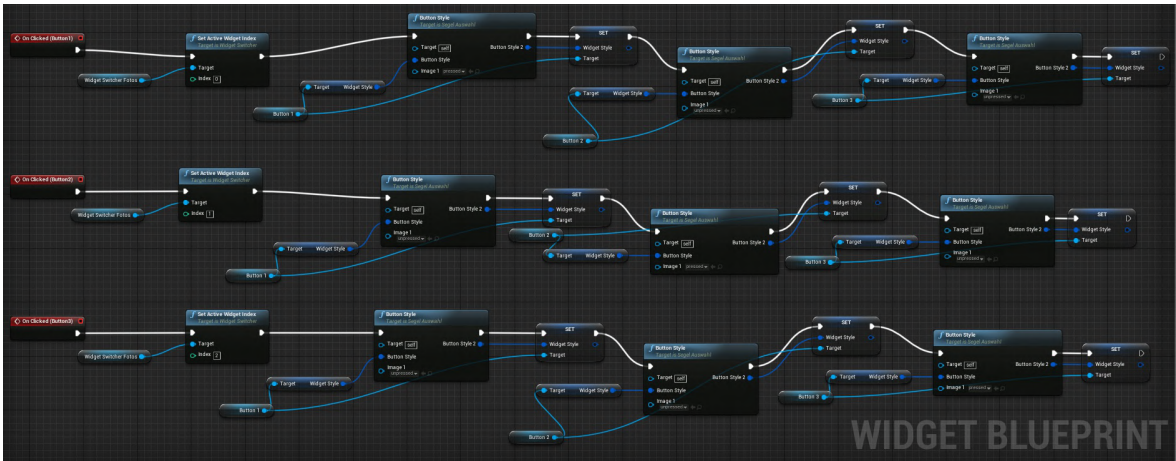 On Clicked (Button1)
Widget Switcher Fotos
Set Active Widget Index
Target is Widget Switcher
Target
Index 0
Button 1
Target Widget Style
Button Style
Target is Segel Auswahl
Target self Button Style 2
Button Style
Image 1 pressed
SET
Widget Style
Target
Button 2
Target Widget Style
Button Style
Target is Segel Auswahl
Target self
Button Style 2
Button Style
Image 1
unpressed
SET
Widget Style
Target
Button 3
Target Widget Style
Button Style
Target is Segel Auswahl
Target self
Button Style 2
Button Style
Image 1
unpressed
SET
Widget Style
Target
On Clicked (Button2)
Widget Switcher Fotos
Set Active Widget Index
Target is Widget Switcher
Target
Index 1
Button 1
Target Widget Style
Button Style
Target is Segel Auswahl
Target self Button Style 2
Button Style
Image 1
unpressed
SET
Widget Style
Target
Button 2
Target Widget Style
Button Style
Target is Segel Auswahl
Target self
Button Style 2
Button Style
Image 1 pressed
SET
Widget Style
Target
Button 3
Target Widget Style
Button Style
Target is Segel Auswahl
Target self Button Style 2
Button Style
Image 1
unpressed
SET
Widget Style
Target
On Clicked (Button3)
Widget Switcher Fotos
Set Active Widget Index
Target is Widget Switcher
Target
Index 2
Button 1
Target Widget Style
Button Style
Target is Segel Auswahl
Target self Button Style 2
Button Style
Image 1
unpressed
SET
Widget Style
Target
Button 2
Target Widget Style
Button Style
Target is Segel Auswahl
Target self Button Style 2
Button Style
Image 1
unpressed
SET
Widget Style
Target
Button 3
Target Widget Style
Button Style
Target is Segel Auswahl
Target self
Button Style 2
Button Style
Image 1 pressed
SET
Widget Style
Target
WIDGET BLUEPRINT